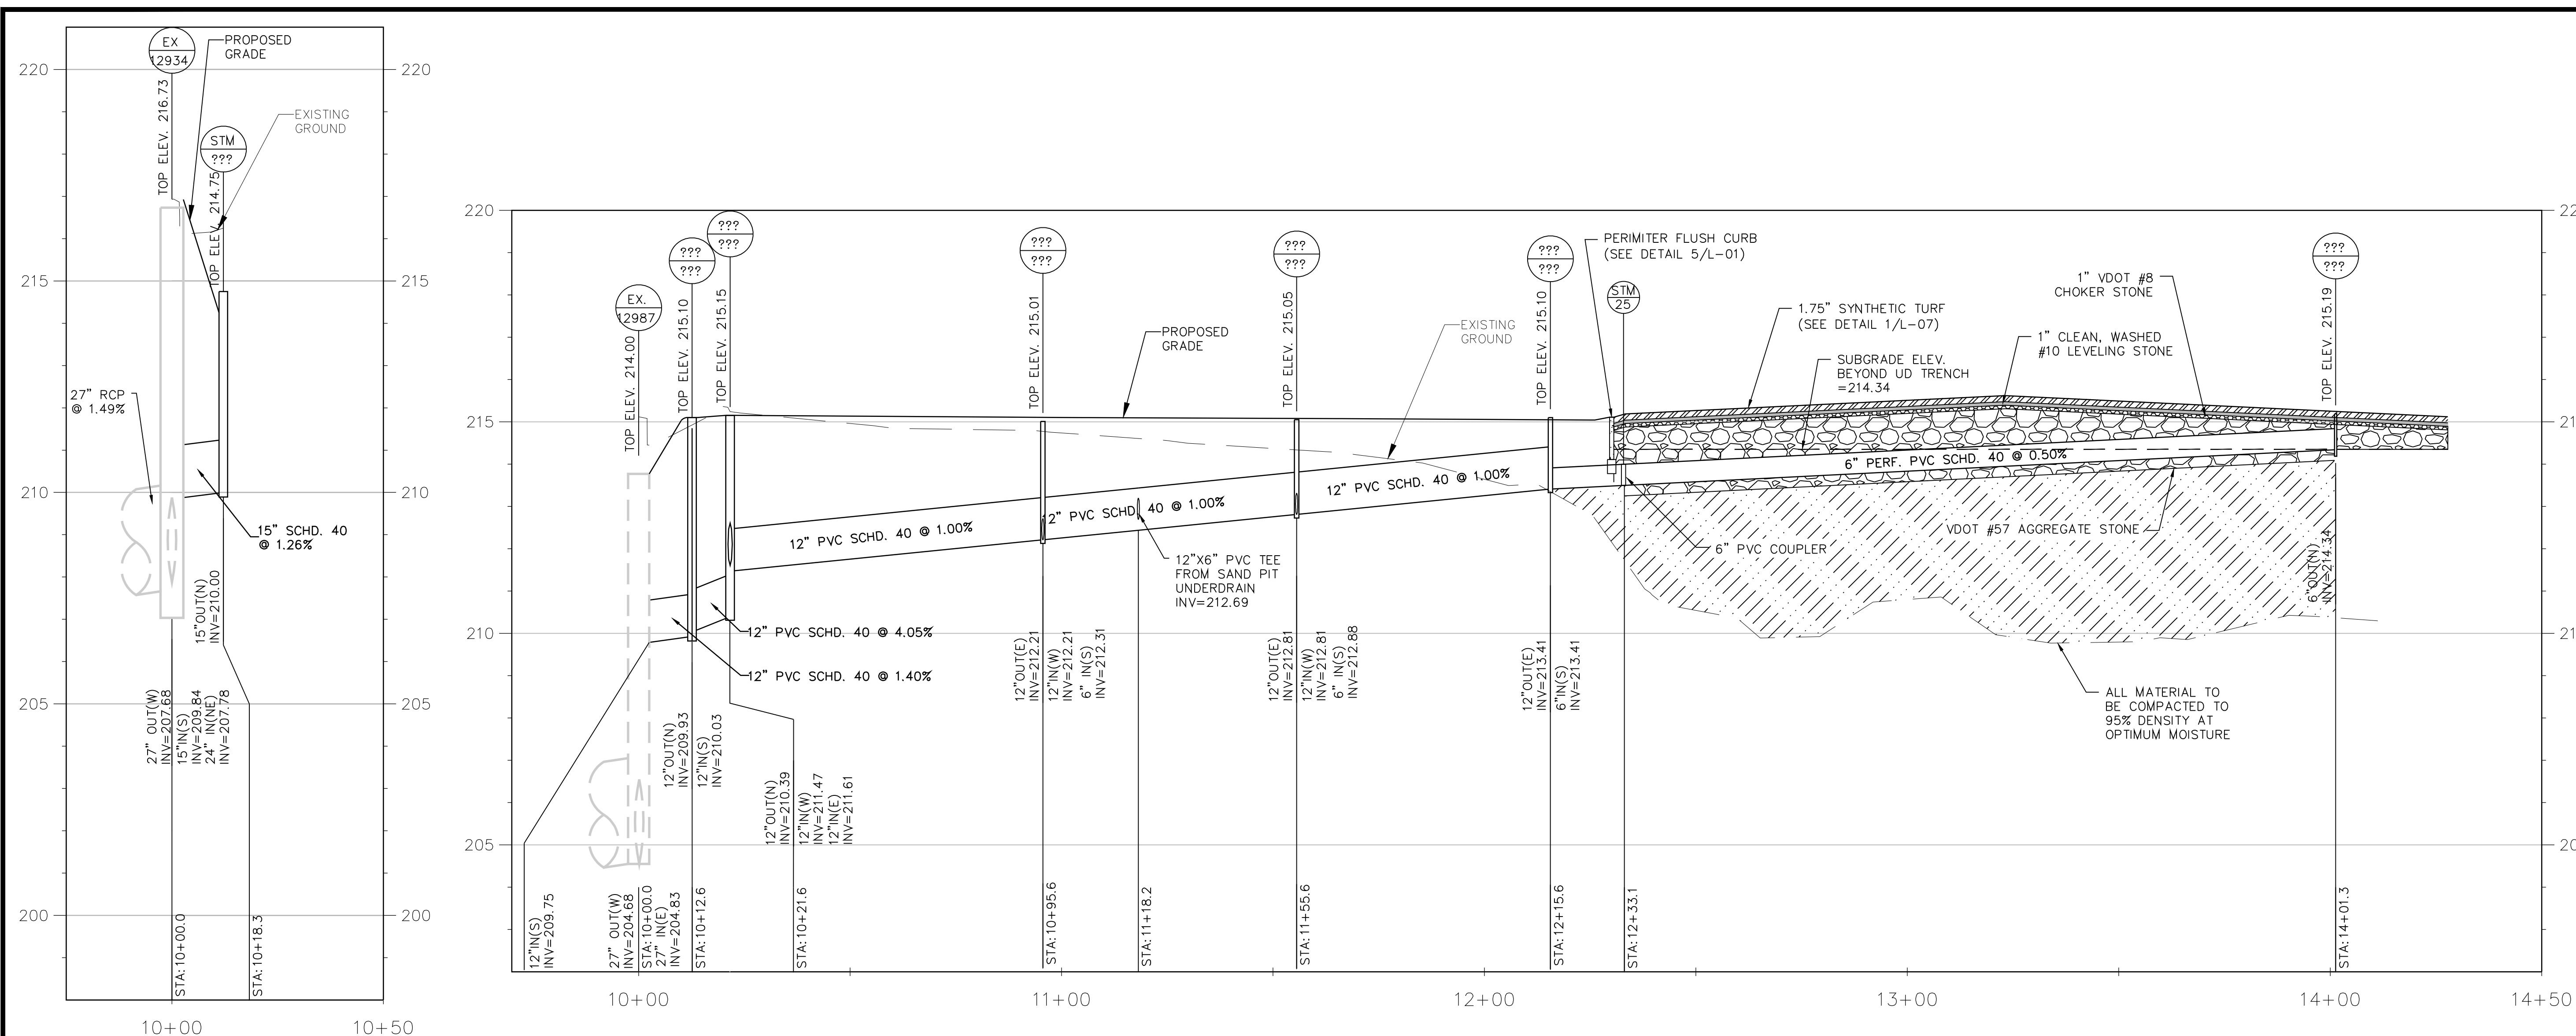 EX
12934
PROPOSED
GRADE
TOP ELEV. 216.73
EXISTING
GROUND
STM
???
TOP ELEV. 214.75
220
215
210
205
200
220
215
210
205
200
27" RCP
@ 1.49%
15" SCHD. 40
@ 1.26%
15"OUT(N)
INV=210.00
27" OUT(W)
INV=207.68
15"IN(S)
INV=209.84
24" IN(NE)
INV=207.78
STA:10+00.0
STA:10+18.3
10+00
10+50
220
215
210
205
EX.
12987
TOP ELEV. 214.00
???
???
TOP ELEV. 215.10
???
???
TOP ELEV. 215.15
???
???
TOP ELEV. 215.01
PROPOSED
GRADE
???
???
TOP ELEV. 215.05
EXISTING
GROUND
???
???
TOP ELEV. 215.10
PERIMITER FLUSH CURB
(SEE DETAIL 5/L-01)
STM
25
1.75" SYNTHETIC TURF
(SEE DETAIL 1/L-07)
SUBGRADE ELEV.
BEYOND UD TRENCH
=214.34
1" VDOT #8
CHOKER STONE
1" CLEAN, WASHED
#10 LEVELING STONE
???
???
TOP ELEV. 215.19
12" PVC SCHD. 40 @ 1.00%
12" PVC SCHD. 40 @ 1.00%
12" PVC SCHD. 40 @ 1.00%
6" PERF. PVC SCHD. 40 @ 0.50%
12"X6" PVC TEE
FROM SAND PIT
UNDERDRAIN
INV=212.69
6" PVC COUPLER
VDOT #57 AGGREGATE STONE
12" PVC SCHD. 40 @ 4.05%
12" PVC SCHD. 40 @ 1.40%
ALL MATERIAL TO
BE COMPACTED TO
95% DENSITY AT
OPTIMUM MOISTURE
12"IN(S)
INV=209.75
27" OUT(W)
INV=204.68
STA:10+00.0
27" IN(E)
INV=204.83
12"OUT(N)
INV=209.93
12"IN(S)
INV=210.03
STA:10+12.6
12"OUT(N)
INV=210.39
12"IN(W)
INV=211.47
12"IN(E)
INV=211.61
STA:10+21.6
12"OUT(E)
INV=212.21
12"IN(W)
INV=212.21
6" IN(S)
INV=212.31
STA:10+95.6
STA:11+18.2
12"OUT(E)
INV=212.81
12"IN(W)
INV=212.81
6" IN(S)
INV=212.88
STA:11+55.6
12"OUT(E)
INV=213.41
6"IN(S)
INV=213.41
STA:12+15.6
STA:12+33.1
6"OUT(N)
INV=214.34
STA:14+01.3
10+00
11+00
12+00
13+00
14+00
14+50